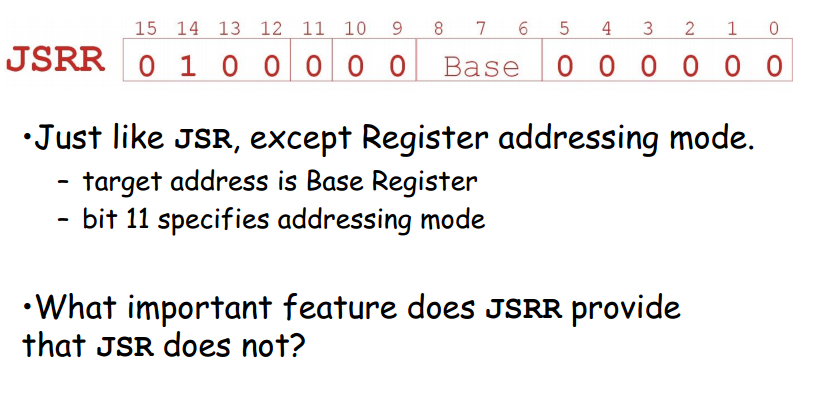 15 14 13 12 11 10 9 8 7 6 5 4 3 2 1 0
JSRR 0 1 0 0 0 0 0 Base 0 0 0 0 0 0
•Just like JSR, except Register addressing mode.
– target address is Base Register
– bit 11 specifies addressing mode
•What important feature does JSRR provide
that JSR does not?